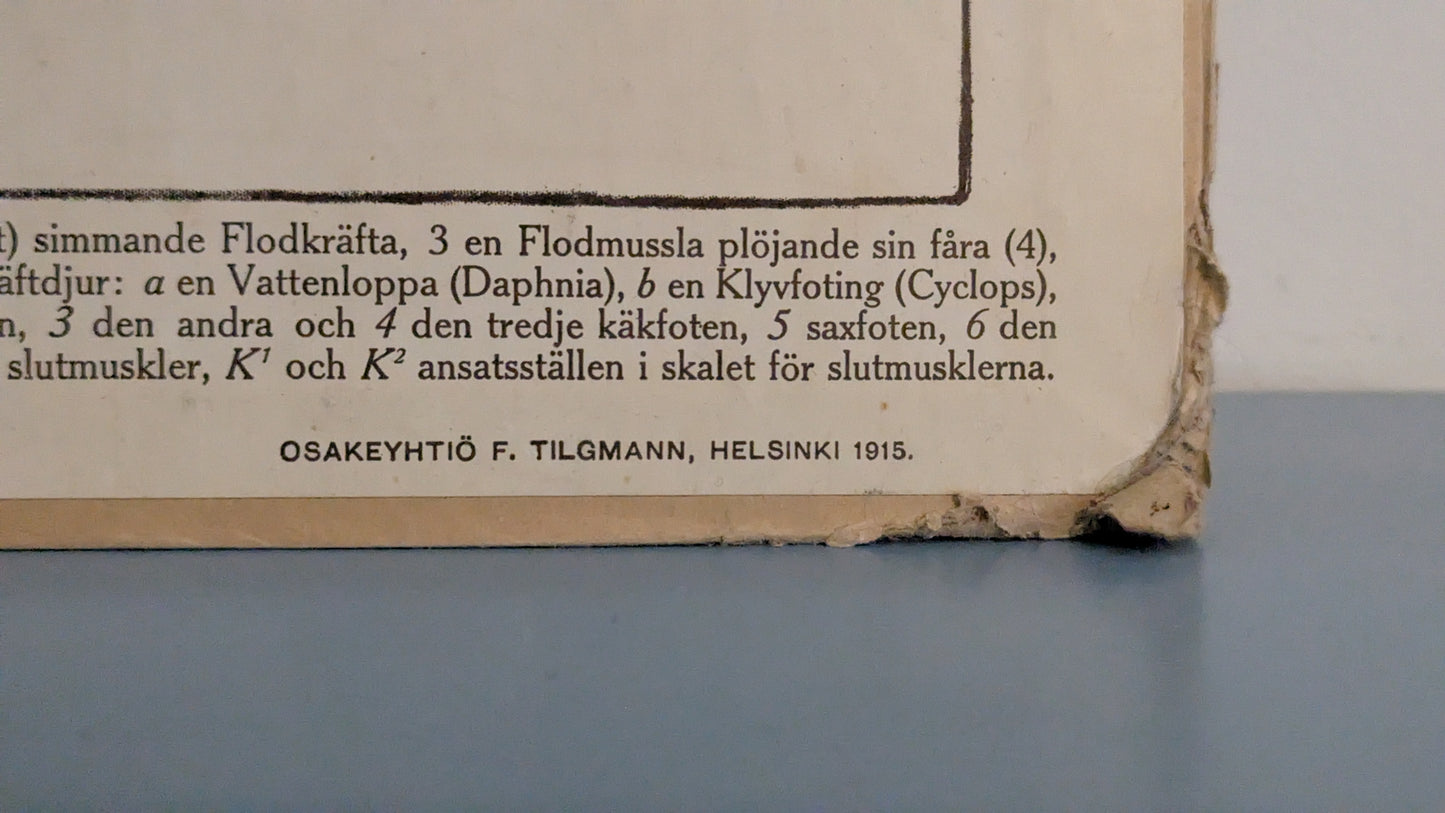 simmande Flodkräfta, 3 en Flodmussla plöjande sin fåra (4),
äftdjur: a en Vattenloppa (Daphnia), b en Klyvfoting (Cyclops),
n, 3 den andra och 4 den tredje käkfoten, 5 saxfoten, 6 den
slutmuskler, K¹ och K² ansatsställen i skalet för slutmusklerna.
OSAKEYHTIÖ F. TILGMANN, HELSINKI 1915.